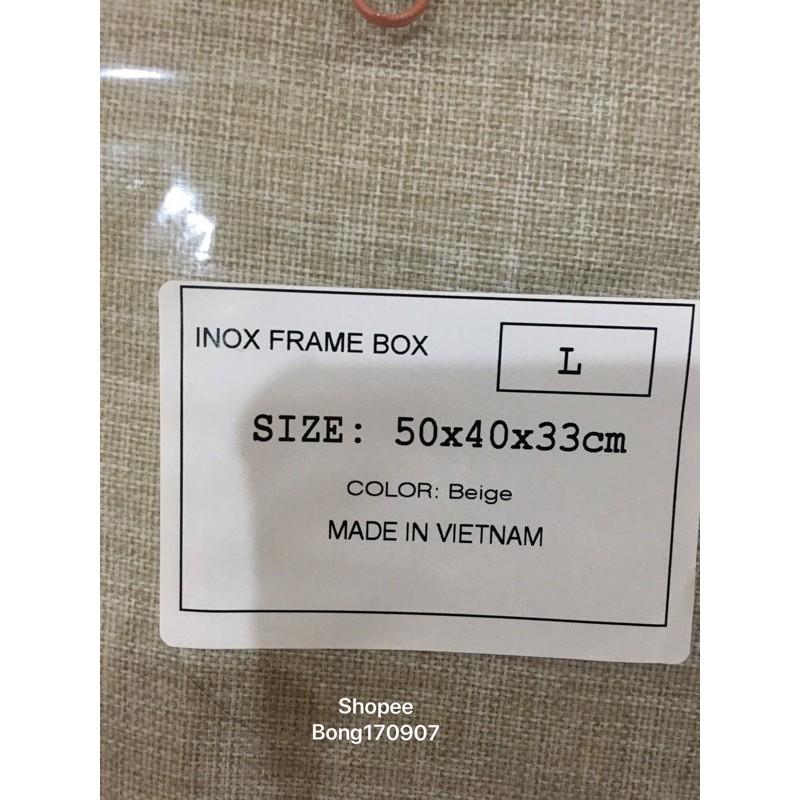 INOX FRAME BOX
L
SIZE: 50x40x33cm
COLOR: Beige
MADE IN VIETNAM
Shopee
Bong170907